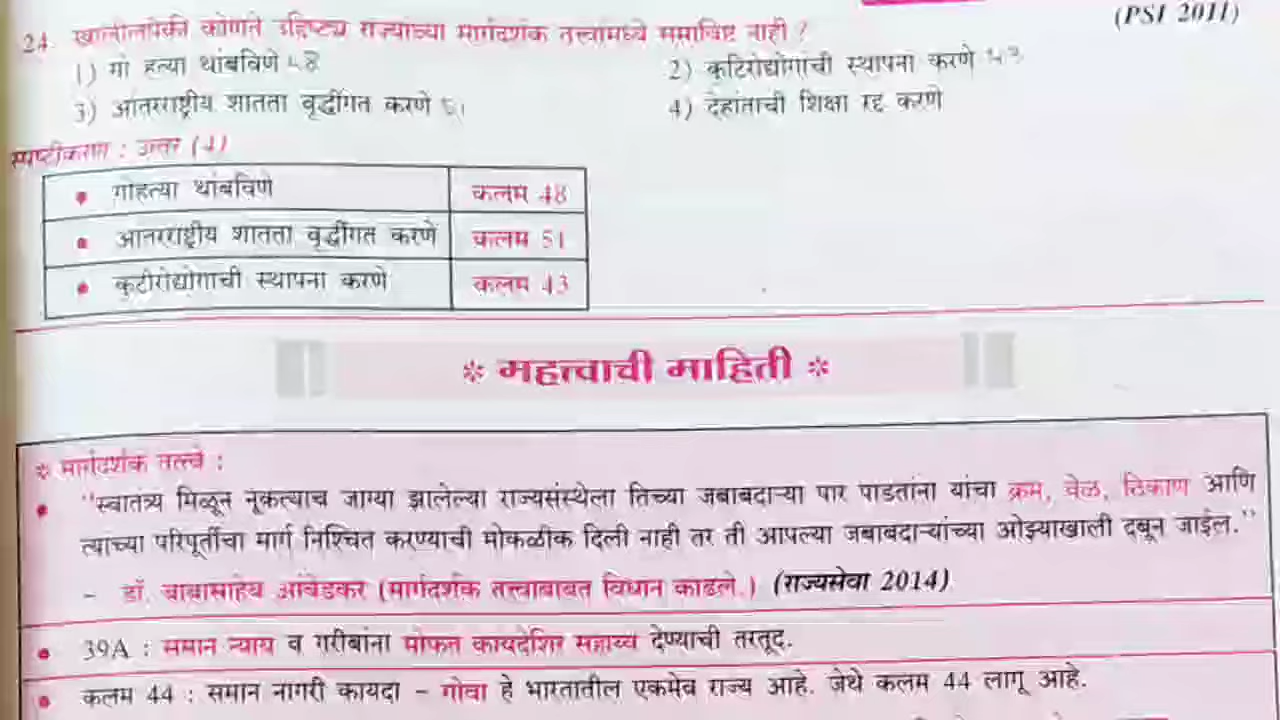 (PSI 2011)
24. खालीलपैकी कोणते उद्दिष्ट्य राज्यांच्या मार्गदर्शक तत्त्वांमध्ये समाविष्ट नाही ?
1) गो हत्या थांबविणे 48
2) कुटिरोद्योगांची स्थापना करणे 43
3) आंतरराष्ट्रीय शातता वृद्धींगत करणे 51
4) देहांताची शिक्षा रद्द करणे
स्पष्टीकरण : उत्तर (4)
• गोहत्या थांबविणे कलम 48
• आंतरराष्ट्रीय शातता वृद्धींगत करणे कलम 51
• कुटीरोद्योगाची स्थापना करणे कलम 43
* महत्त्वाची माहिती *
* मार्गदर्शक तत्त्वे :
• "स्वातंत्र्य मिळून नूकत्याच जाग्या झालेल्या राज्यसंस्थेला तिच्या जबाबदाऱ्या पार पाडतांना यांचा क्रम, वेळ, ठिकाण आणि
त्यांच्या परिपूर्तीचा मार्ग निश्चित करण्याची मोकळीक दिली नाही तर ती आपल्या जबाबदाऱ्यांच्या ओझ्याखाली दबून जाईल."
- डॉ. बाबासाहेब आंबेडकर (मार्गदर्शक तत्त्वाबाबत विधान काढले.) (राज्यसेवा 2014)
• 39A : समान न्याय व गरीबांना मोफत कायदेशिर सहाय्य देण्याची तरतूद.
• कलम 44 : समान नागरी कायदा - गोवा हे भारतातील एकमेव राज्य आहे. जेथे कलम 44 लागू आहे.